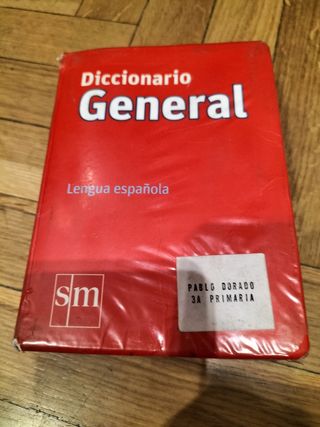 Diccionario
General
Lengua española
sm
PABLO DORADO
3A PRIMARIA